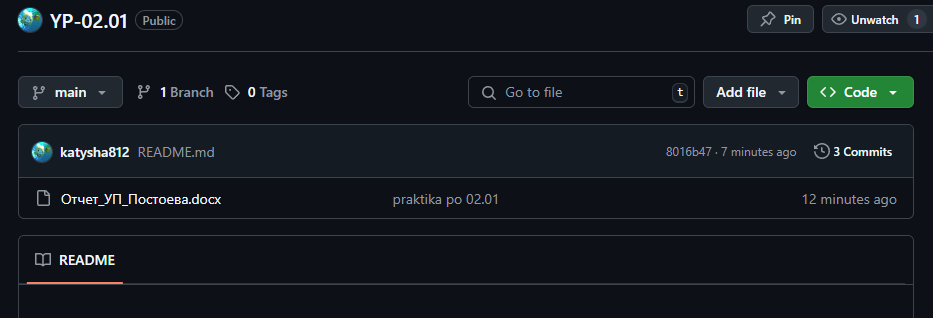 YP-02.01 Public Pin Unwatch 1
main 1 Branch 0 Tags Go to file t Add file Code
katysha812 README.md 8016b47 · 7 minutes ago 3 Commits
Отчет_УП_Постоева.docx praktika po 02.01 12 minutes ago
README